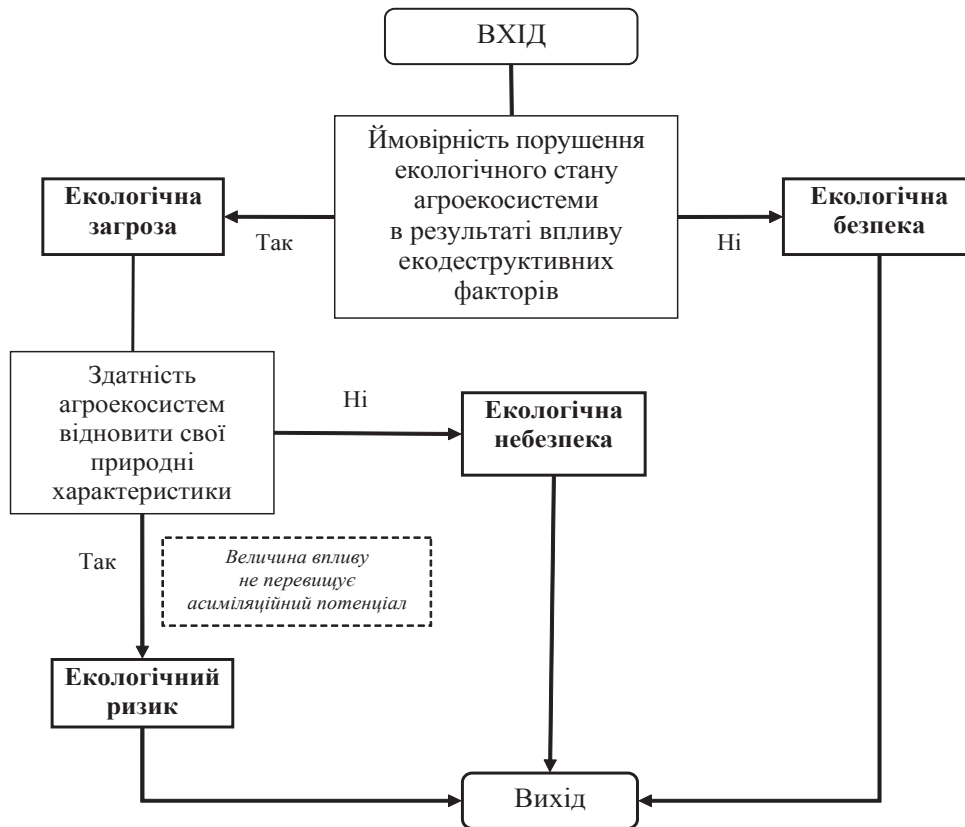 ВХІД
Ймовірність порушення
екологічного стану
агроекосистеми
в результаті впливу
екодеструктивних
факторів
Екологічна
загроза
Так
Ні
Екологічна
безпека
Здатність
агроекосистем
відновити свої
природні
характеристики
Ні
Екологічна
небезпека
Так
Величина впливу
не перевищує
асиміляційний потенціал
Екологічний
ризик
Вихід